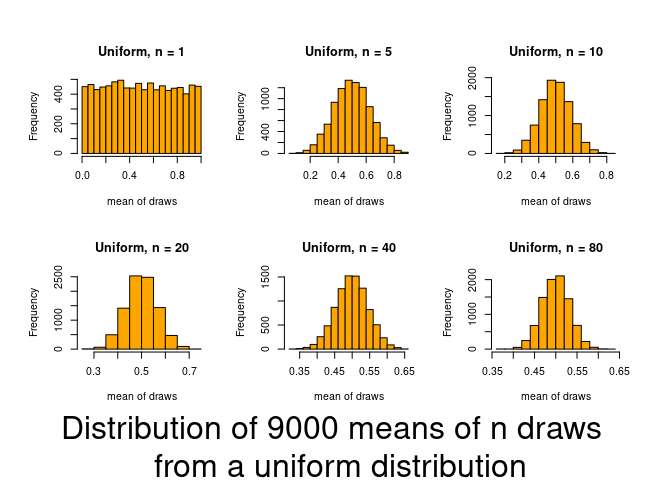 Uniform, n = 1
Frequency
0 200 400
0.0 0.4 0.8
mean of draws
Uniform, n = 5
Frequency
0 400 1000
0.2 0.4 0.6 0.8
mean of draws
Uniform, n = 10
Frequency
0 1000 2000
0.2 0.4 0.6 0.8
mean of draws
Uniform, n = 20
Frequency
0 1000 2500
0.3 0.5 0.7
mean of draws
Uniform, n = 40
Frequency
0 500 1500
0.35 0.45 0.55 0.65
mean of draws
Uniform, n = 80
Frequency
0 1000 2000
0.35 0.45 0.55 0.65
mean of draws
Distribution of 9000 means of n draws
from a uniform distribution